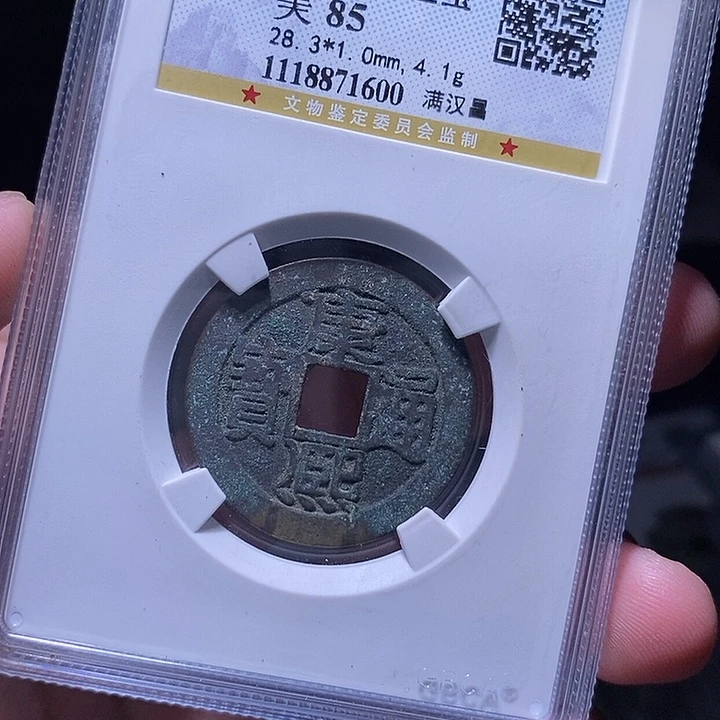 美 85
28.3*1.0mm, 4.1g
1118871600 满汉昌
文物鉴定委员会监制
康熙通寶